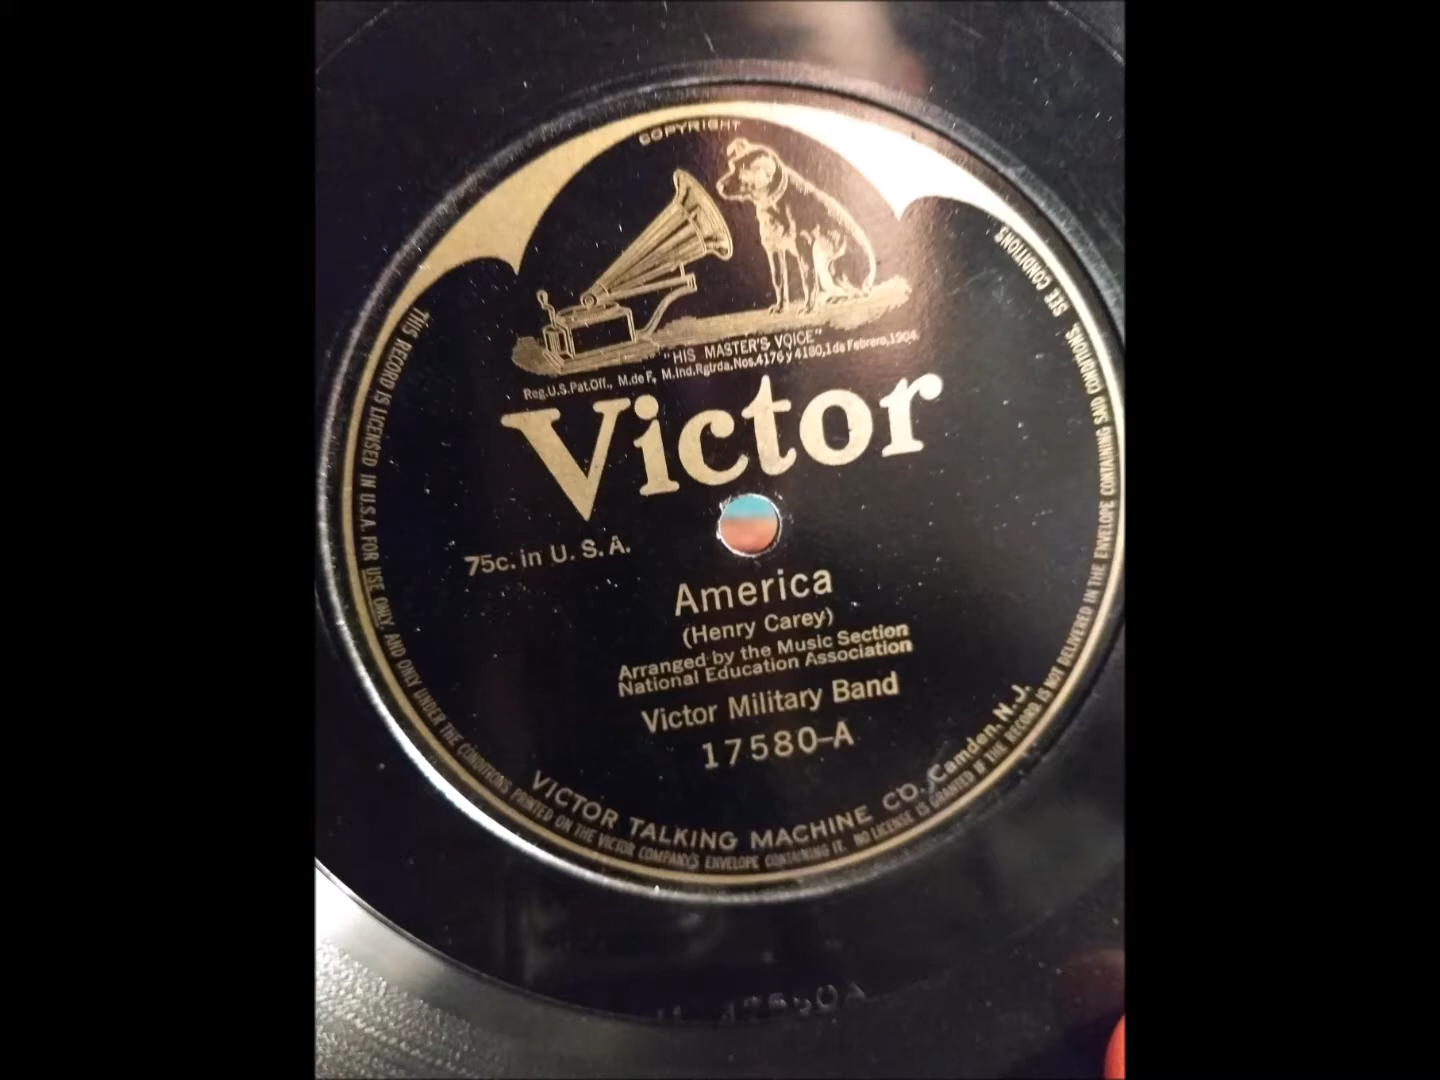 COPYRIGHT
"HIS MASTER'S VOICE"
Reg.U.S.Pat.Off., M.de F., M.Ind.Rgtrda.Nos.4176 y 4180,1 de Febrero,1904.
Victor
75c. in U.S.A.
America
(Henry Carey)
Arranged by the Music Section
National Education Association
Victor Military Band
17580-A
VICTOR TALKING MACHINE CO. Camden, N.J.
THIS RECORD IS LICENSED IN U.S.A. FOR USE ONLY, AND ONLY UNDER THE CONDITIONS PRINTED ON THE VICTOR COMPANY'S ENVELOPE CONTAINING IT. NO LICENSE IS GRANTED IF THE RECORD IS NOT DELIVERED IN THE ENVELOPE CONTAINING SAID CONDITIONS. SEE CONDITIONS
17580A